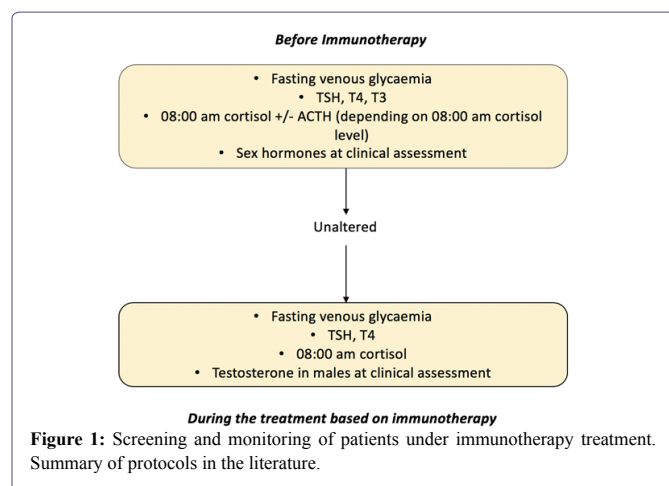 Before Immunotherapy
• Fasting venous glycaemia
• TSH, T4, T3
• 08:00 am cortisol +/- ACTH (depending on 08:00 am cortisol
level)
• Sex hormones at clinical assessment
Unaltered
• Fasting venous glycaemia
• TSH, T4
• 08:00 am cortisol
• Testosterone in males at clinical assessment
During the treatment based on immunotherapy
Figure 1: Screening and monitoring of patients under immunotherapy treatment.
Summary of protocols in the literature.